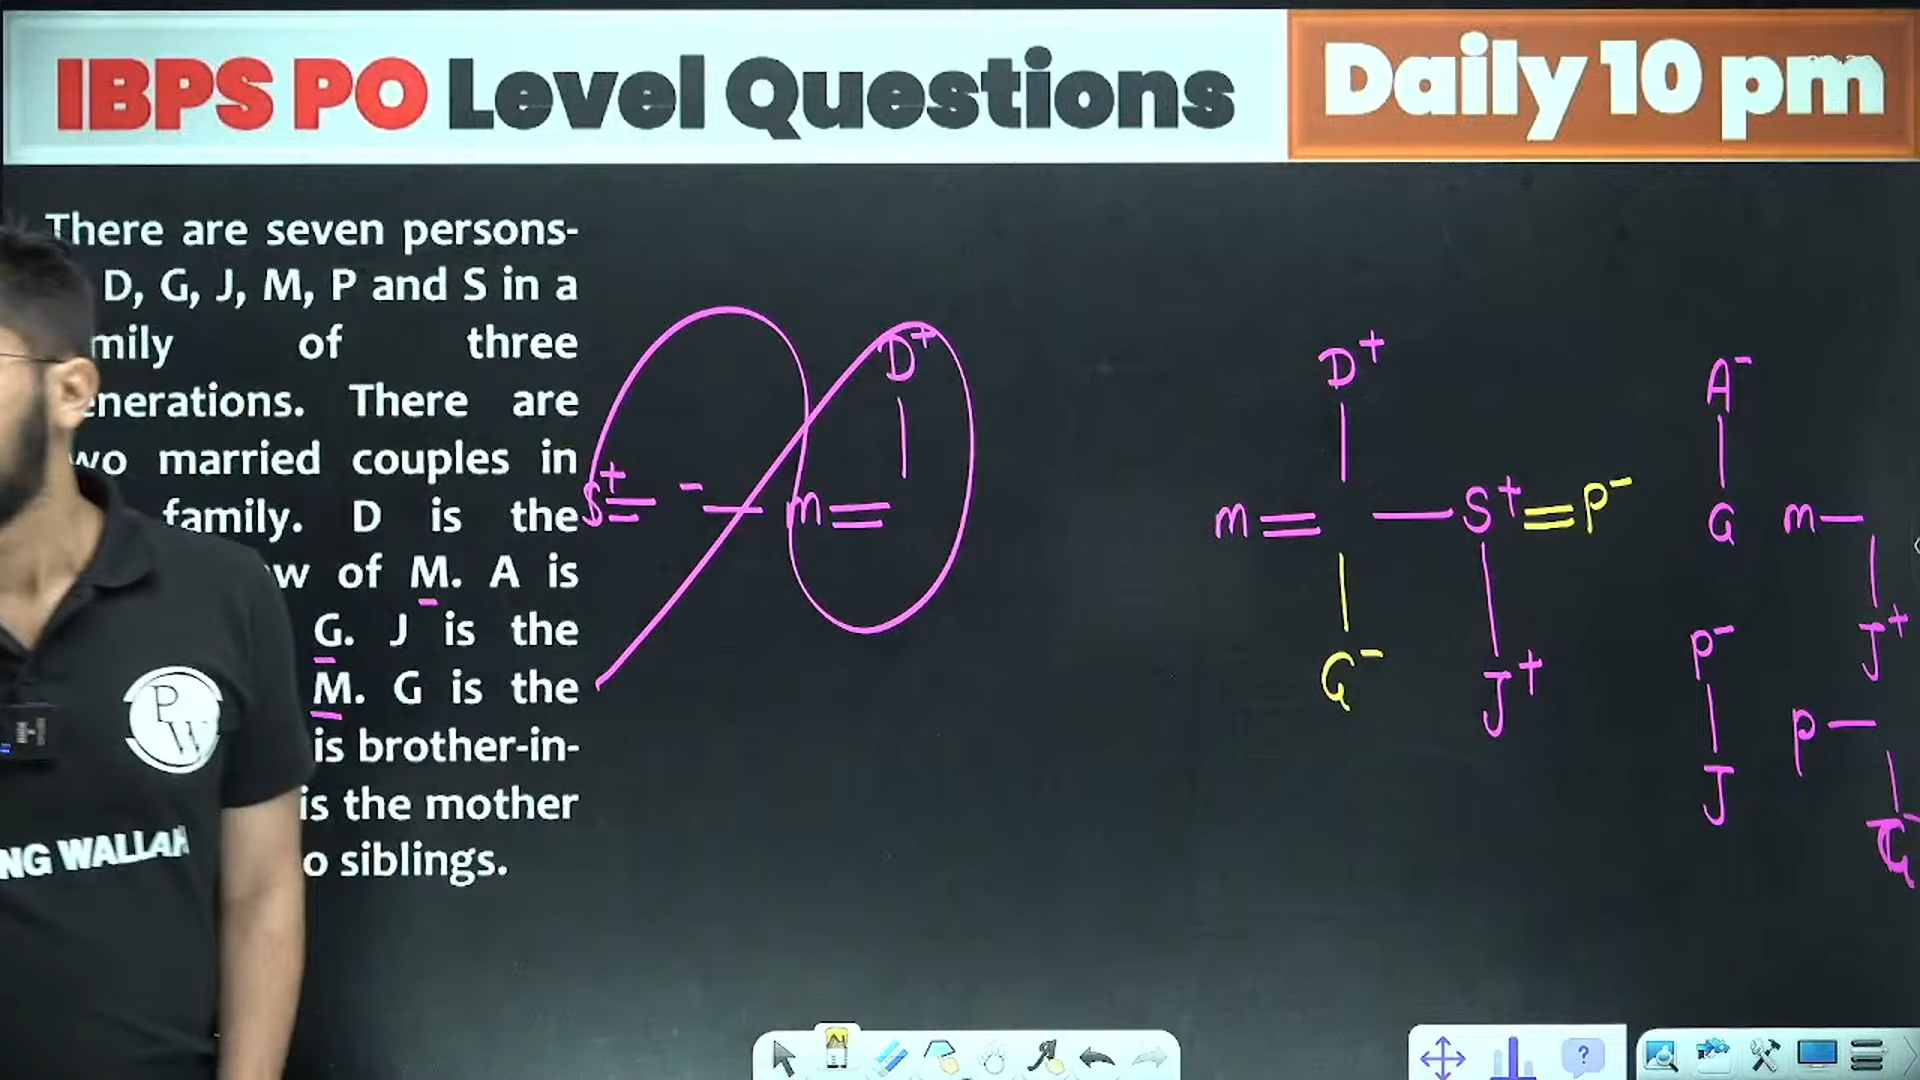 IBPS PO Level Questions
Daily 10 pm
There are seven persons-
D, G, J, M, P and S in a
mily of three
enerations. There are
wo married couples in
family. D is the
w of M. A is
G. J is the
M. G is the
is brother-in-
is the mother
o siblings.
S+ = - — m =
D+
D+
m = — S+ = P-
G-
J+
A-
G
m —
J+
P-
J
P —
G-
PW
NG WALLAH